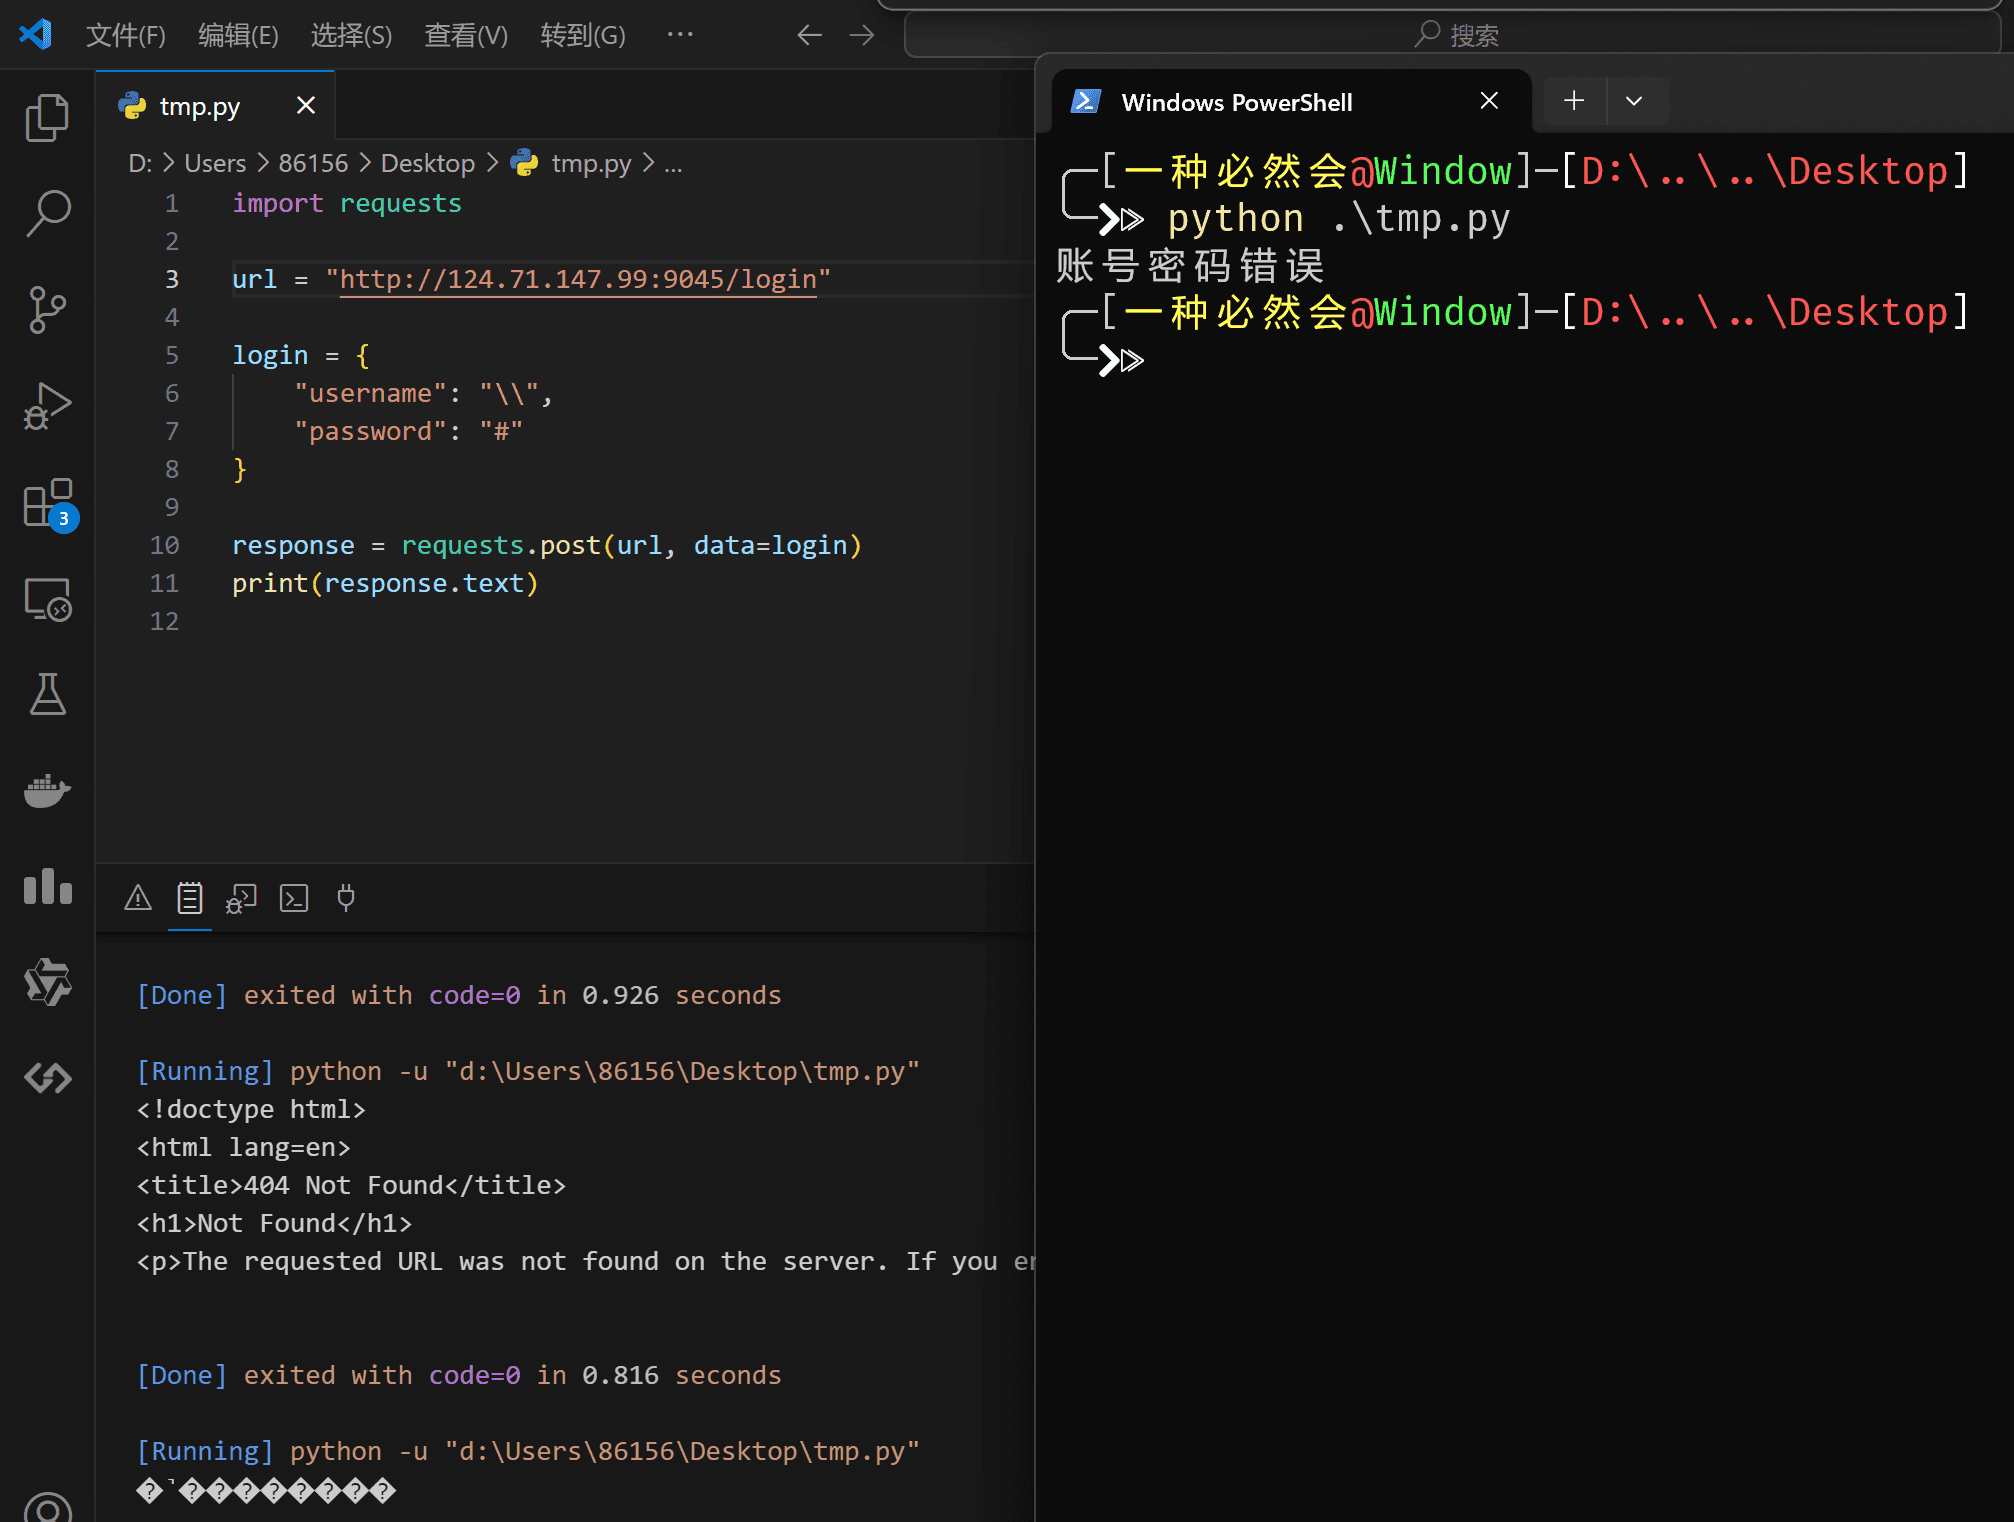 文件(F) 编辑(E) 选择(S) 查看(V) 转到(G) ··· 搜索
tmp.py
D: > Users > 86156 > Desktop > tmp.py > ...
1 import requests
2
3 url = "http://124.71.147.99:9045/login"
4
5 login = {
6 "username": "\\",
7 "password": "#"
8 }
9
10 response = requests.post(url, data=login)
11 print(response.text)
12
3
[Done] exited with code=0 in 0.926 seconds
[Running] python -u "d:\Users\86156\Desktop\tmp.py"
<!doctype html>
<html lang=en>
<title>404 Not Found</title>
<h1>Not Found</h1>
<p>The requested URL was not found on the server. If you
[Done] exited with code=0 in 0.816 seconds
[Running] python -u "d:\Users\86156\Desktop\tmp.py"
Windows PowerShell
[一种必然会@Window]-[D:\..\..\Desktop]
python .\tmp.py
账号密码错误
[一种必然会@Window]-[D:\..\..\Desktop]